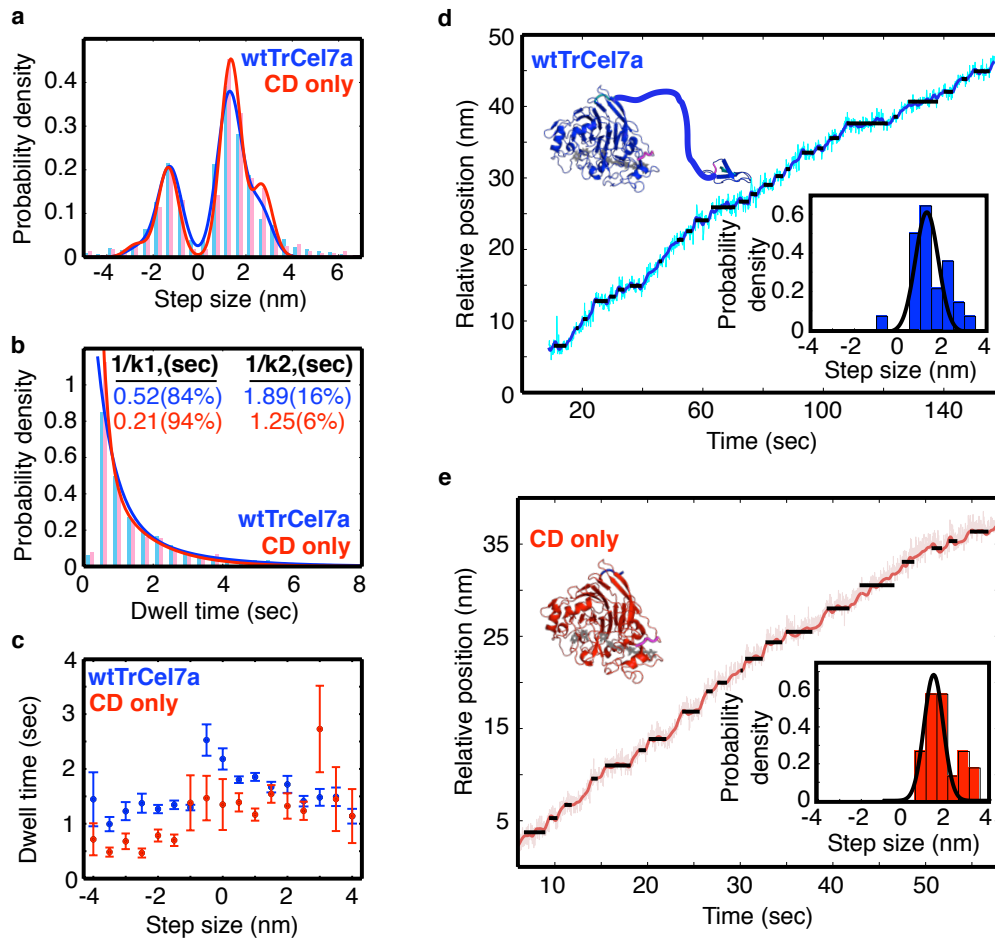 a
wtTrCel7a
CD only
Probability density
0.4
0.3
0.2
0.1
0
-4 -2 0 2 4 6
Step size (nm)
b
1/k1,(sec) 1/k2,(sec)
0.52(84%) 1.89(16%)
0.21(94%) 1.25(6%)
wtTrCel7a
CD only
Probability density
1
0.8
0.6
0.4
0.2
0
0 2 4 6 8
Dwell time (sec)
c
wtTrCel7a
CD only
Dwell time (sec)
4
3
2
1
0
-4 -2 0 2 4
Step size (nm)
d
wtTrCel7a
Relative position (nm)
50
40
30
20
10
0
20 60 100 140
Time (sec)
Probability
density
0.6
0.4
0.2
0
-4 -2 0 2 4
Step size (nm)
e
CD only
Relative position (nm)
35
25
15
5
10 20 30 40 50
Time (sec)
Probability
density
0.6
0.4
0.2
0
-4 -2 0 2 4
Step size (nm)